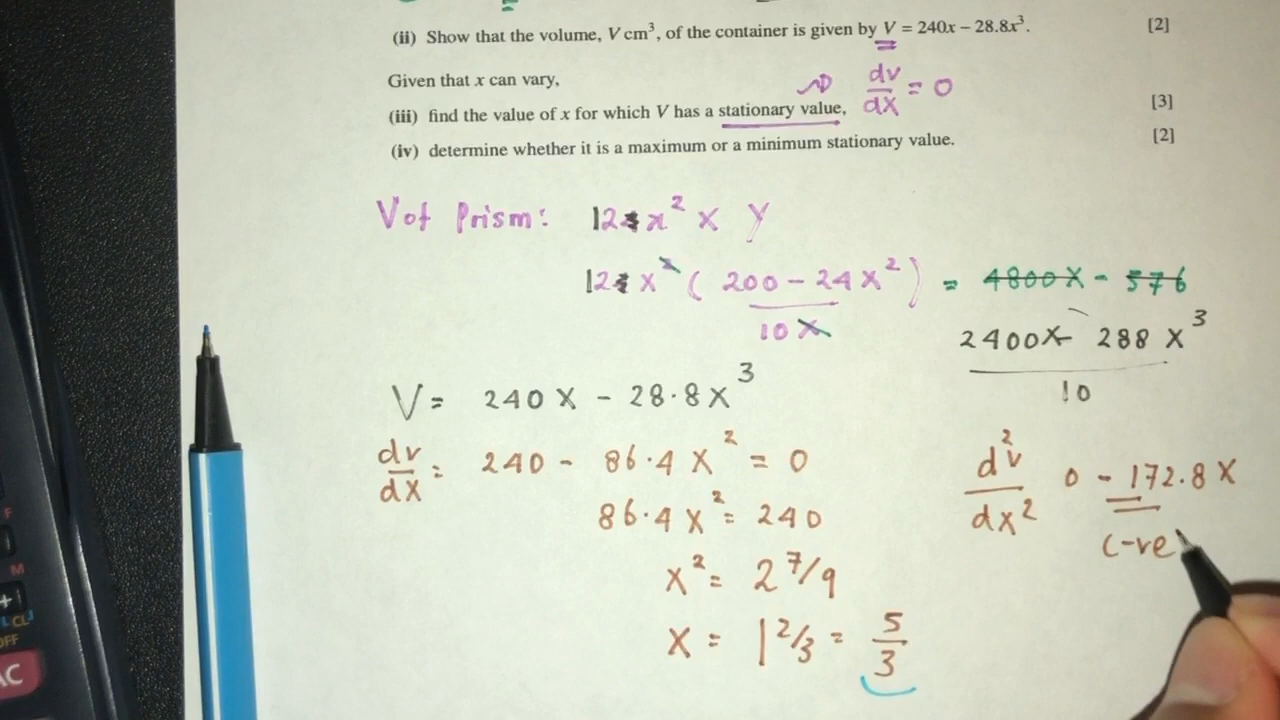 (ii) Show that the volume, V cm³, of the container is given by V = 240x – 28.8x³. [2]
Given that x can vary,
dv/dx = 0
(iii) find the value of x for which V has a stationary value, [3]
(iv) determine whether it is a maximum or a minimum stationary value. [2]
V of Prism: 12x² × y
12x² (200 - 24x²)/10x = 4800x - 576
(2400x - 288x³)/10
V = 240x - 28.8x³
dv/dx = 240 - 86.4x² = 0
86.4x² = 240
x² = 2 7/9
x = 1 2/3 = 5/3
d²v/dx² 0 - 172.8x
(-ve
F
M
+
CL
OFF
AC